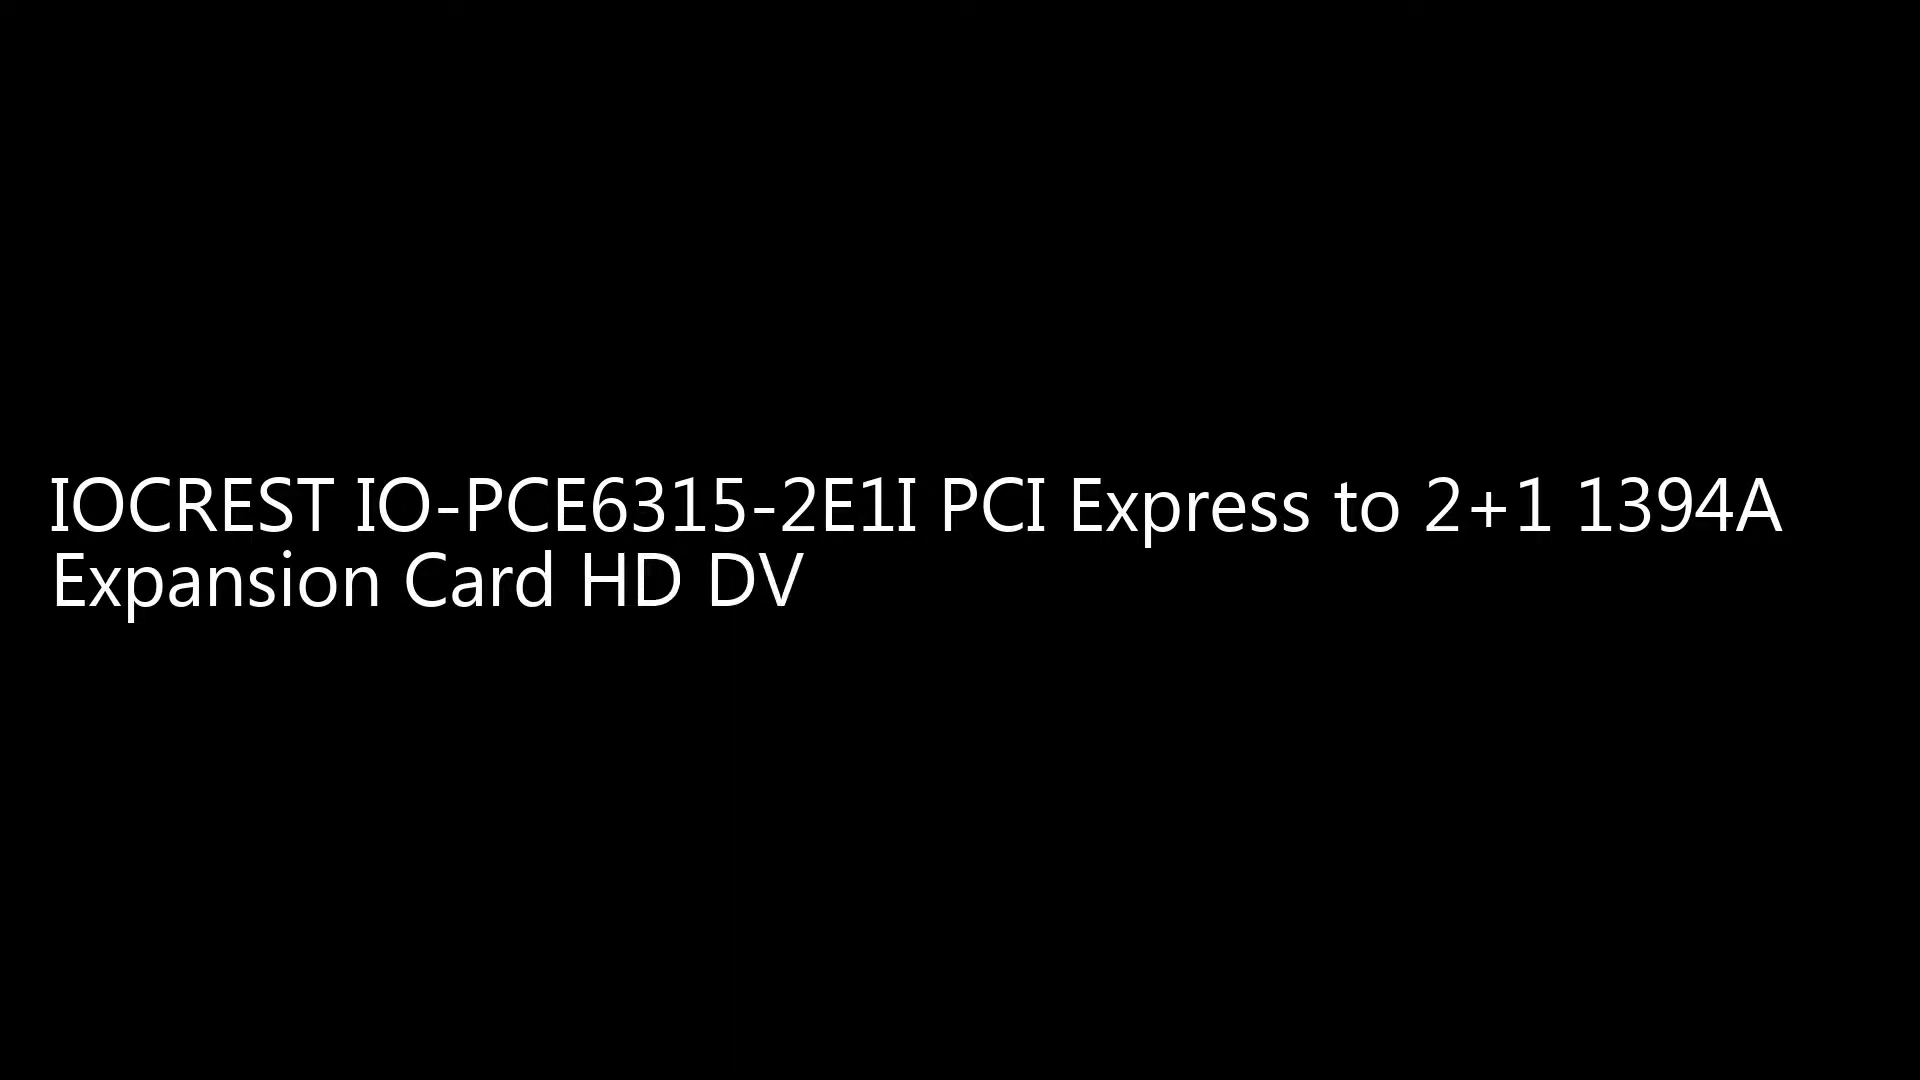 IOCREST IO-PCE6315-2E1I PCI Express to 2+1 1394A
Expansion Card HD DV